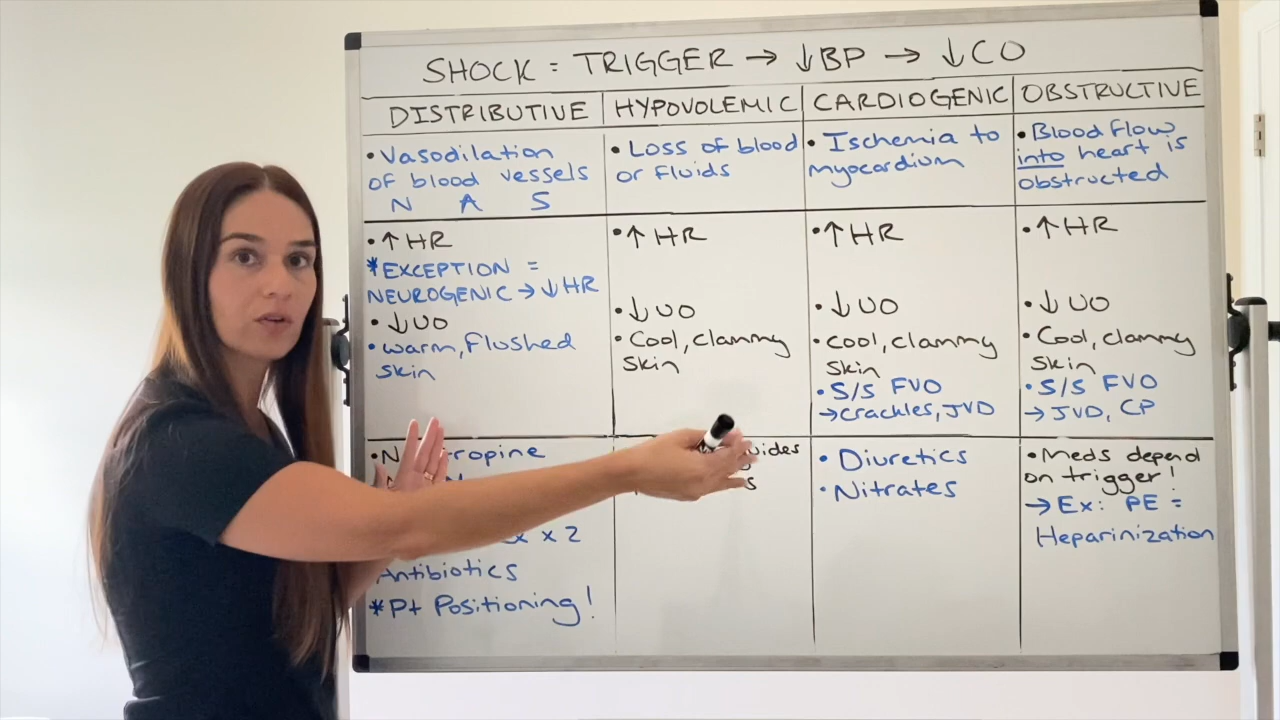 SHOCK = TRIGGER → ↓BP → ↓CO
DISTRIBUTIVE
• Vasodilation
of blood vessels
N A S
• ↑ HR
*EXCEPTION =
NEUROGENIC → ↓ HR
• ↓ UO
• warm, flushed
skin
Antibiotics
*Pt Positioning!
HYPOVOLEMIC
• Loss of blood
or fluids
• ↑ HR
• ↓ UO
• Cool, clammy
skin
CARDIOGENIC
• Ischemia to
myocardium
• ↑ HR
• ↓ UO
• cool, clammy
skin
• S/S FVO
→ crackles, JVD
• Diuretics
• Nitrates
OBSTRUCTIVE
• Blood flow
into heart is
obstructed
• ↑ HR
• ↓ UO
• Cool, clammy
skin
• S/S FVO
→ JVD, CP
• Meds depend
on trigger!
→ Ex: PE =
Heparinization